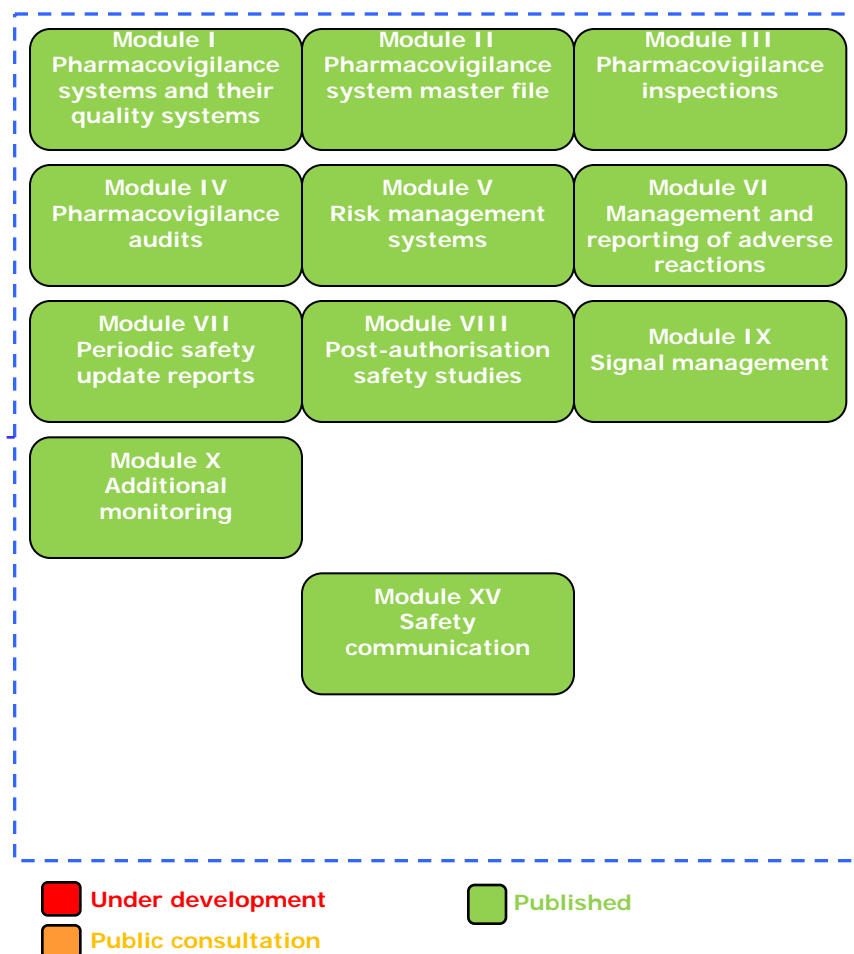 Module I
Pharmacovigilance
systems and their
quality systems
Module II
Pharmacovigilance
system master file
Module III
Pharmacovigilance
inspections
Module IV
Pharmacovigilance
audits
Module V
Risk management
systems
Module VI
Management and
reporting of adverse
reactions
Module VII
Periodic safety
update reports
Module VIII
Post-authorisation
safety studies
Module IX
Signal management
Module X
Additional
monitoring
Module XV
Safety
communication
Under development
Published
Public consultation